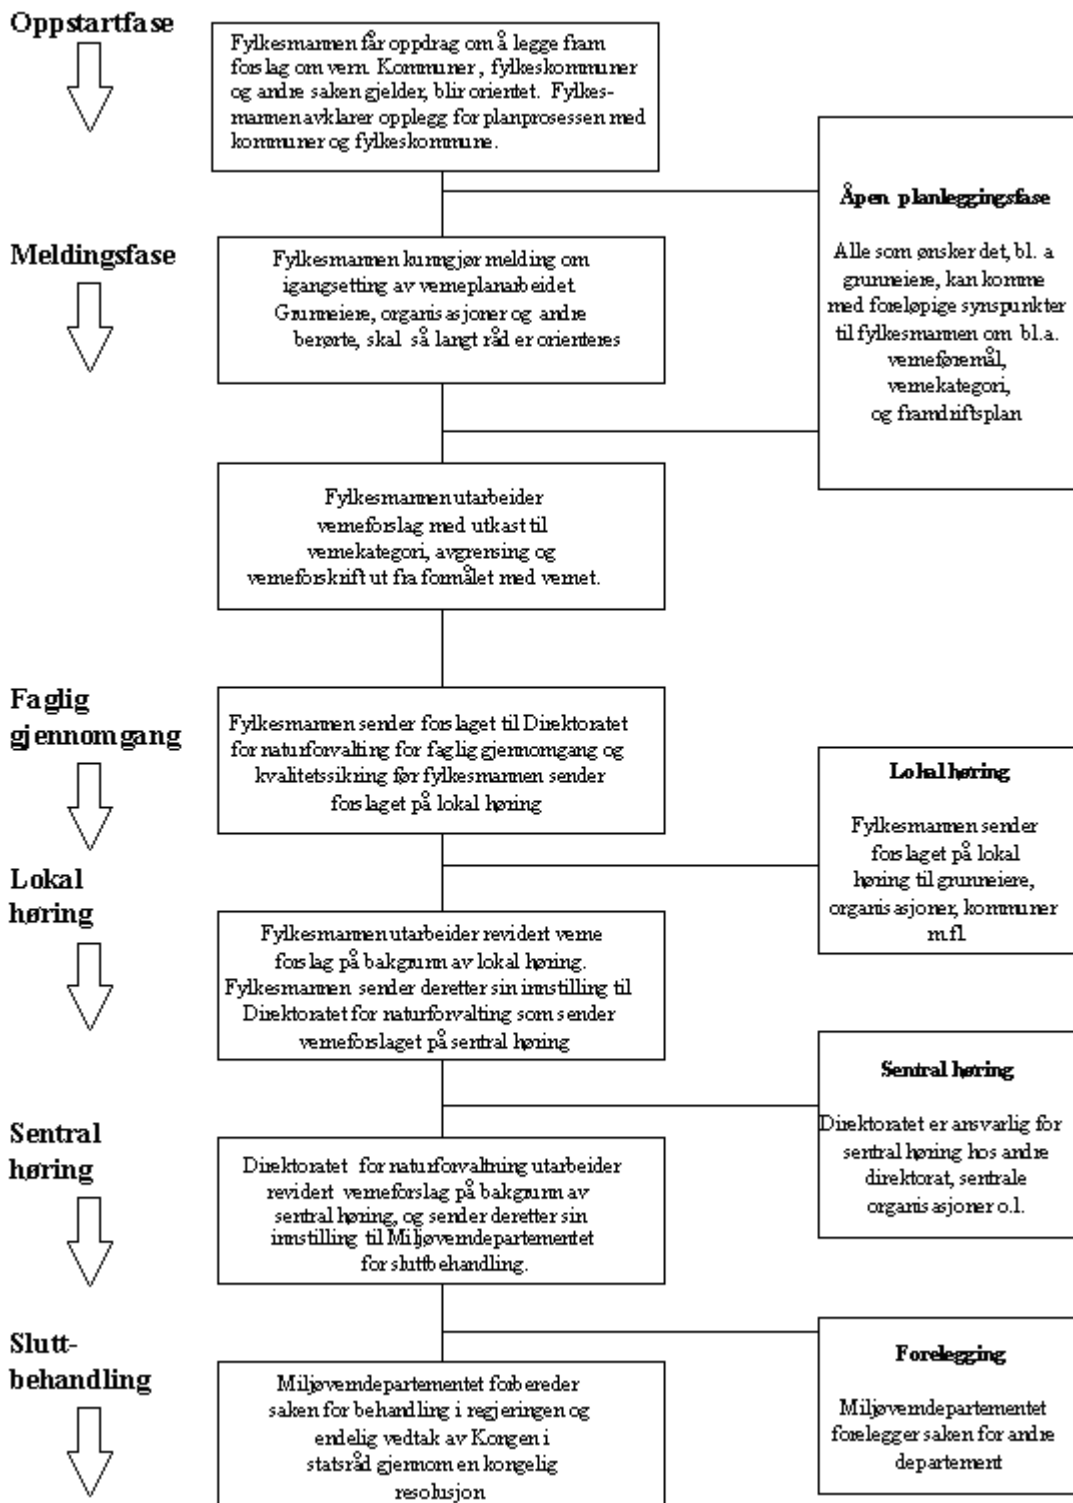 Oppstartfase
Fylkesmannen får oppdrag om å legge fram
forslag om vern. Kommuner, fylkeskommuner
og andre saken gjelder, blir orientet. Fylkes-
mannen avklarer opplegg for planprosessen med
kommuner og fylkeskommune.
Åpen planleggingsfase
Alle som ønsker det, bl. a
grunneiere, kan komme
med foreløpige synspunkter
til fylkesmannen om bl.a.
verneføremål,
vernekategori,
og framdriftsplan
Meldingsfase
Fylkesmannen kunngjør melding om
igangsetting av verneplanarbeidet.
Grunneiere, organisasjoner og andre
berørte, skal så langt råd er orienteres
Fylkesmannen utarbeider
verneforslag med utkast til
vernekategori, avgrensing og
verneforskrift ut fra formålet med vernet.
Faglig
gjennomgang
Fylkesmannen sender forslaget til Direktoratet
for naturforvalting for faglig gjennomgang og
kvalitetssikring før fylkesmannen sender
forslaget på lokal høring
Lokal høring
Fylkesmannen sender
forslaget på lokal
høring til grunneiere,
organisasjoner, kommuner
m.fl.
Lokal
høring
Fylkesmannen utarbeider revidert verne
forslag på bakgrunn av lokal høring.
Fylkesmannen sender deretter sin innstilling til
Direktoratet for naturforvalting som sender
verneforslaget på sentral høring
Sentral høring
Direktoratet er ansvarlig for
sentral høring hos andre
direktorat, sentrale
organisasjoner o.l.
Sentral
høring
Direktoratet for naturforvaltning utarbeider
revidert verneforslag på bakgrunn av
sentral høring, og sender deretter sin
innstilling til Miljøverndepartementet
for sluttbehandling.
Forelegging
Miljøverndepartementet
forelegger saken for andre
departement
Slutt-
behandling
Miljøverndepartementet forbereder
saken for behandling i regjeringen og
endelig vedtak av Kongen i
statsråd gjennom en kongelig
resolusjon